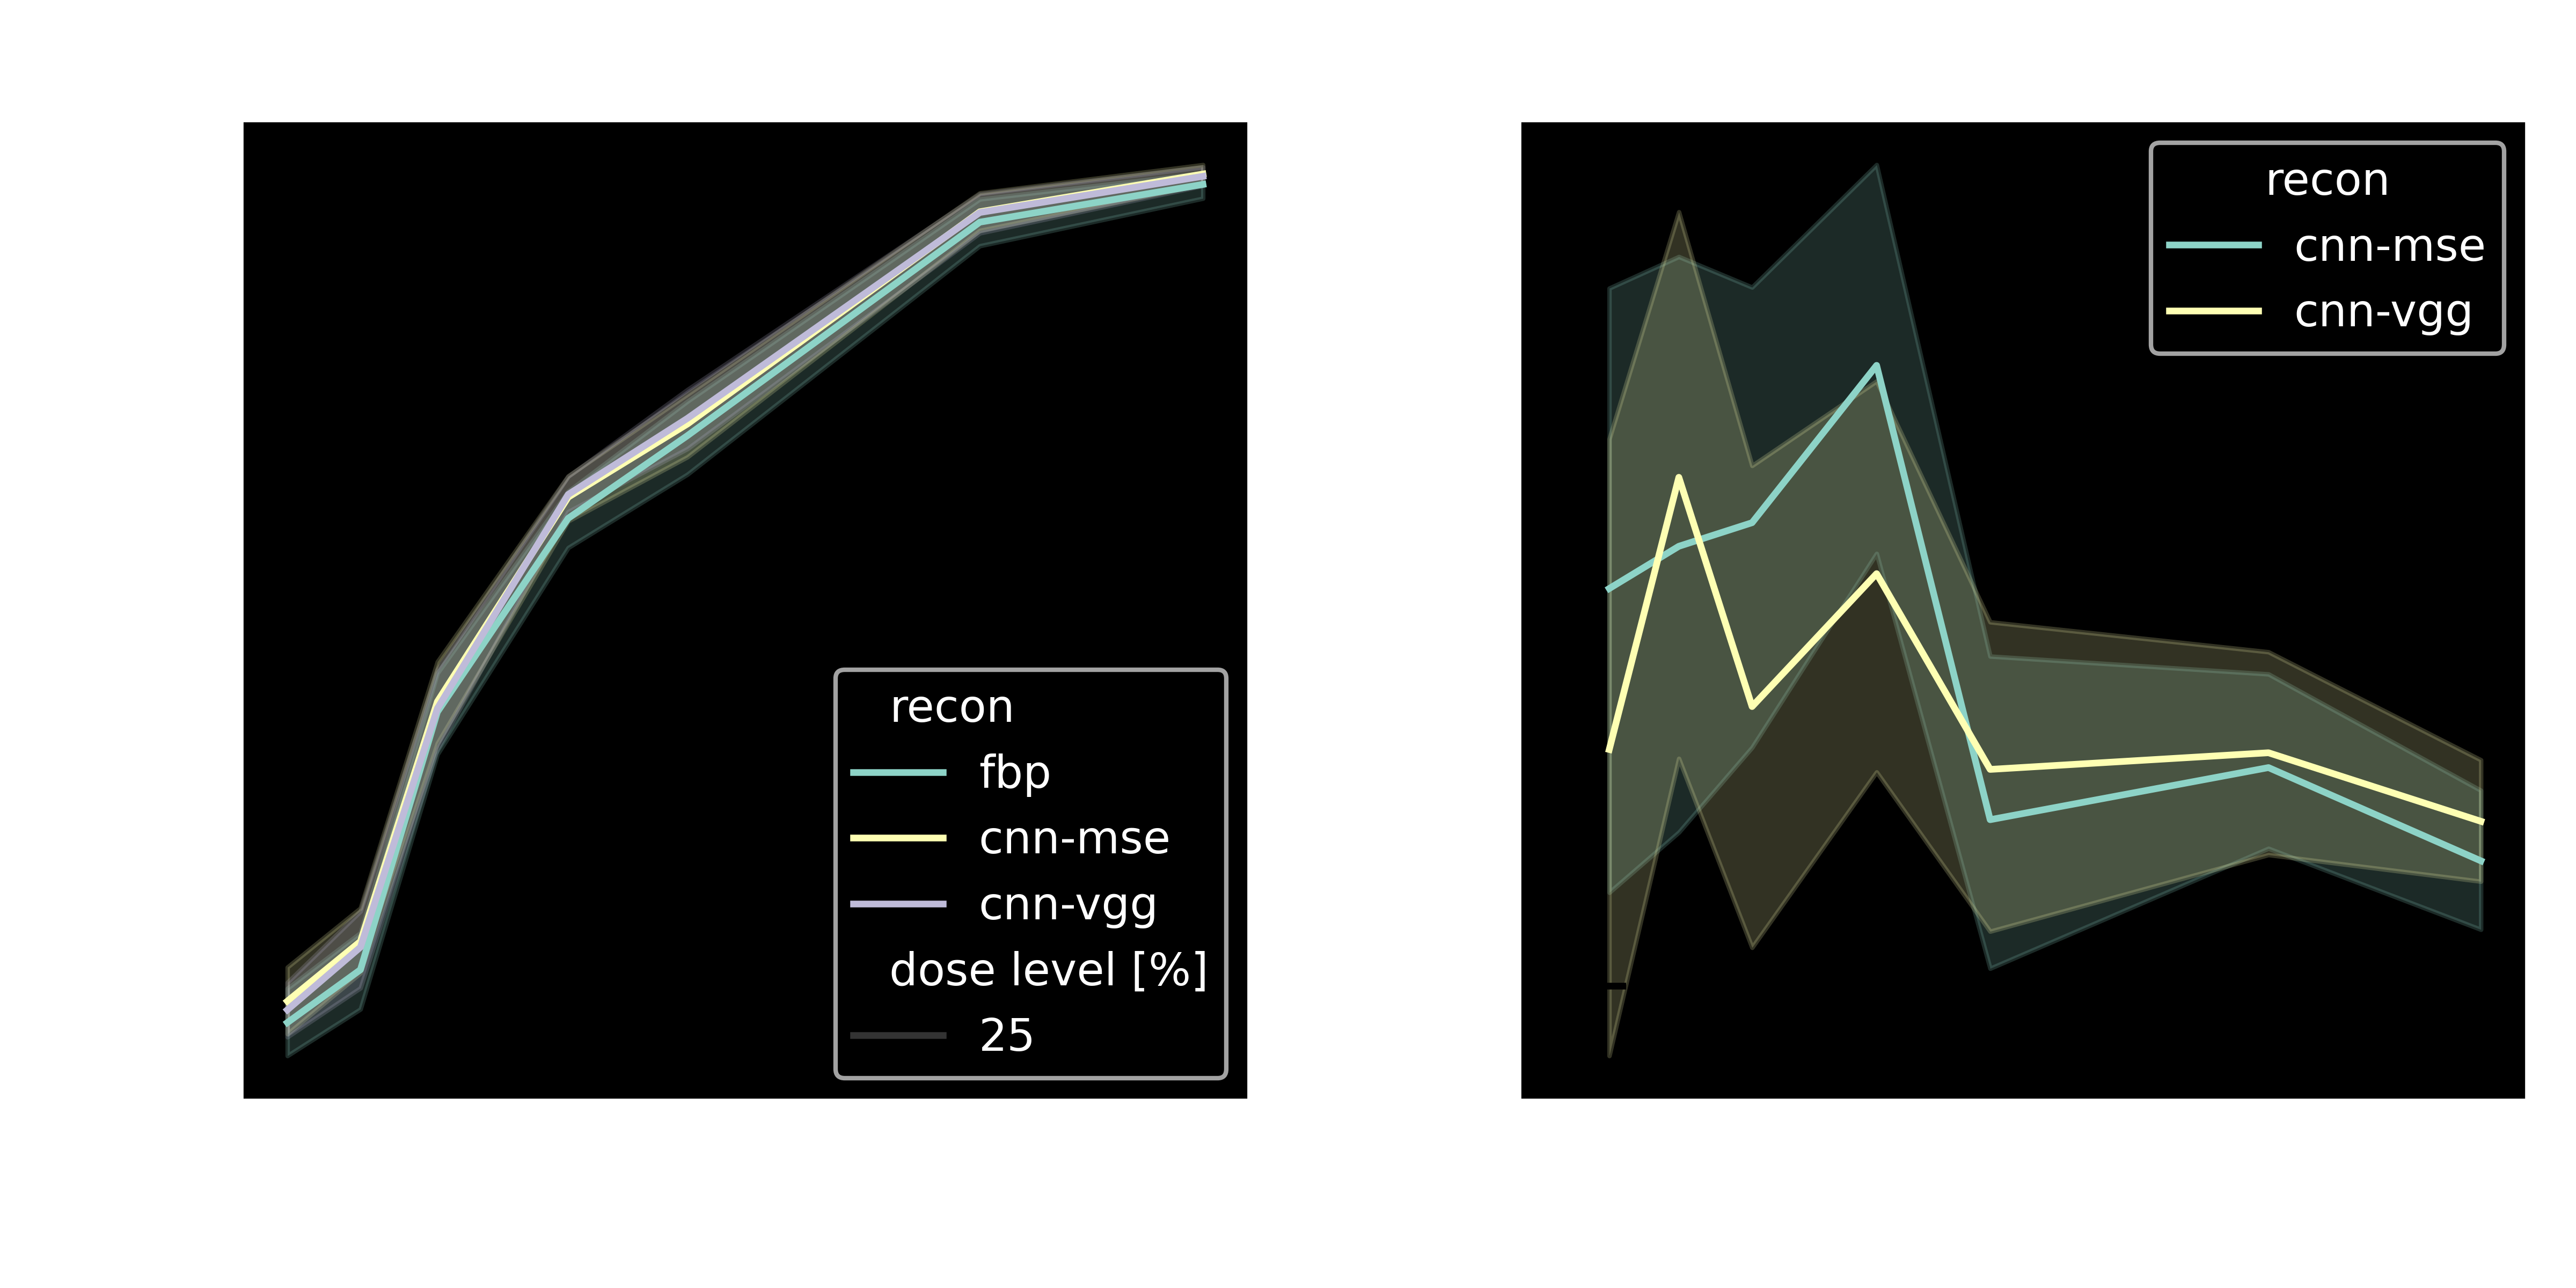 recon
fbp
cnn-mse
cnn-vgg
dose level [%]
25
recon
cnn-mse
cnn-vgg